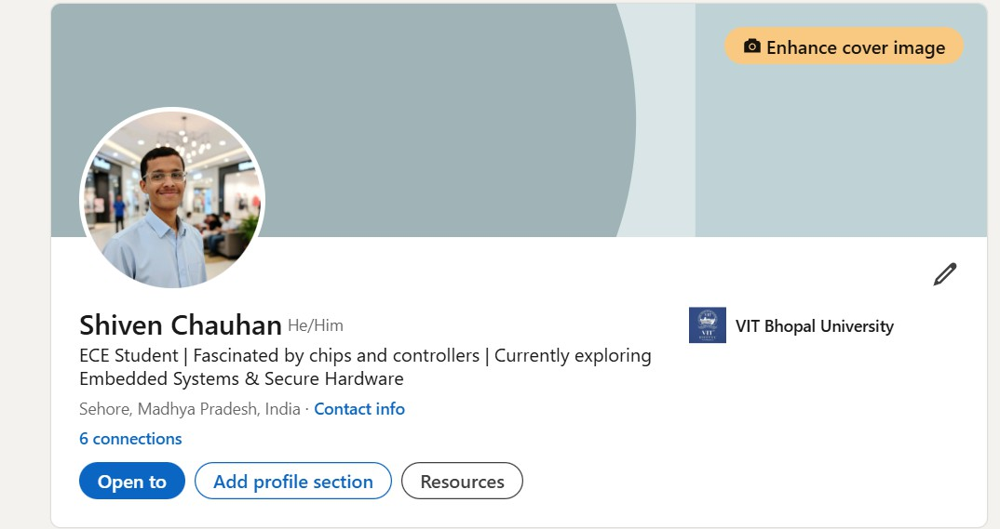 Enhance cover image
Shiven Chauhan He/Him
VIT Bhopal University
ECE Student | Fascinated by chips and controllers | Currently exploring
Embedded Systems & Secure Hardware
Sehore, Madhya Pradesh, India · Contact info
6 connections
Open to
Add profile section
Resources
VIT